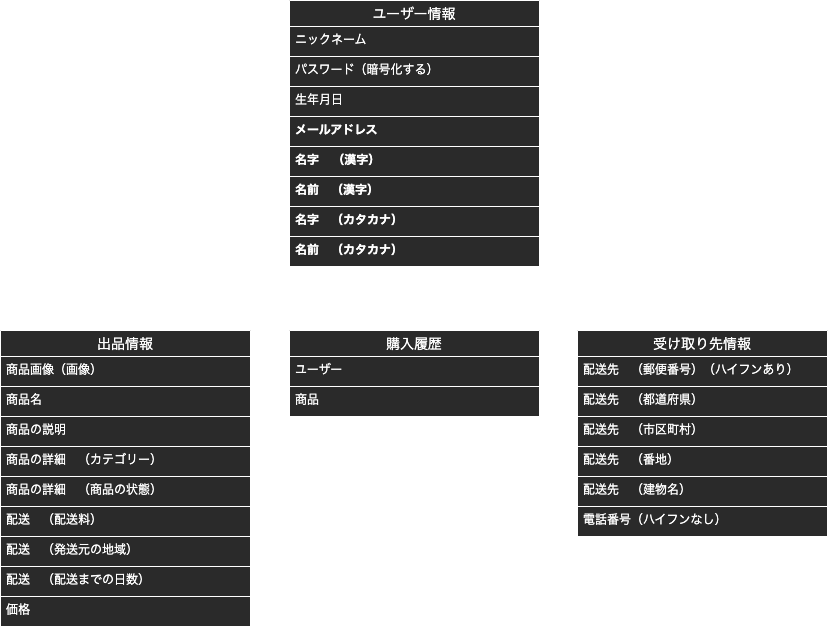 ユーザー情報
ニックネーム
パスワード（暗号化する）
生年月日
メールアドレス
名字　（漢字）
名前　（漢字）
名字　（カタカナ）
名前　（カタカナ）
出品情報
商品画像（画像）
商品名
商品の説明
商品の詳細　（カテゴリー）
商品の詳細　（商品の状態）
配送　（配送料）
配送　（発送元の地域）
配送　（配送までの日数）
価格
購入履歴
ユーザー
商品
受け取り先情報
配送先　（郵便番号）（ハイフンあり）
配送先　（都道府県）
配送先　（市区町村）
配送先　（番地）
配送先　（建物名）
電話番号（ハイフンなし）